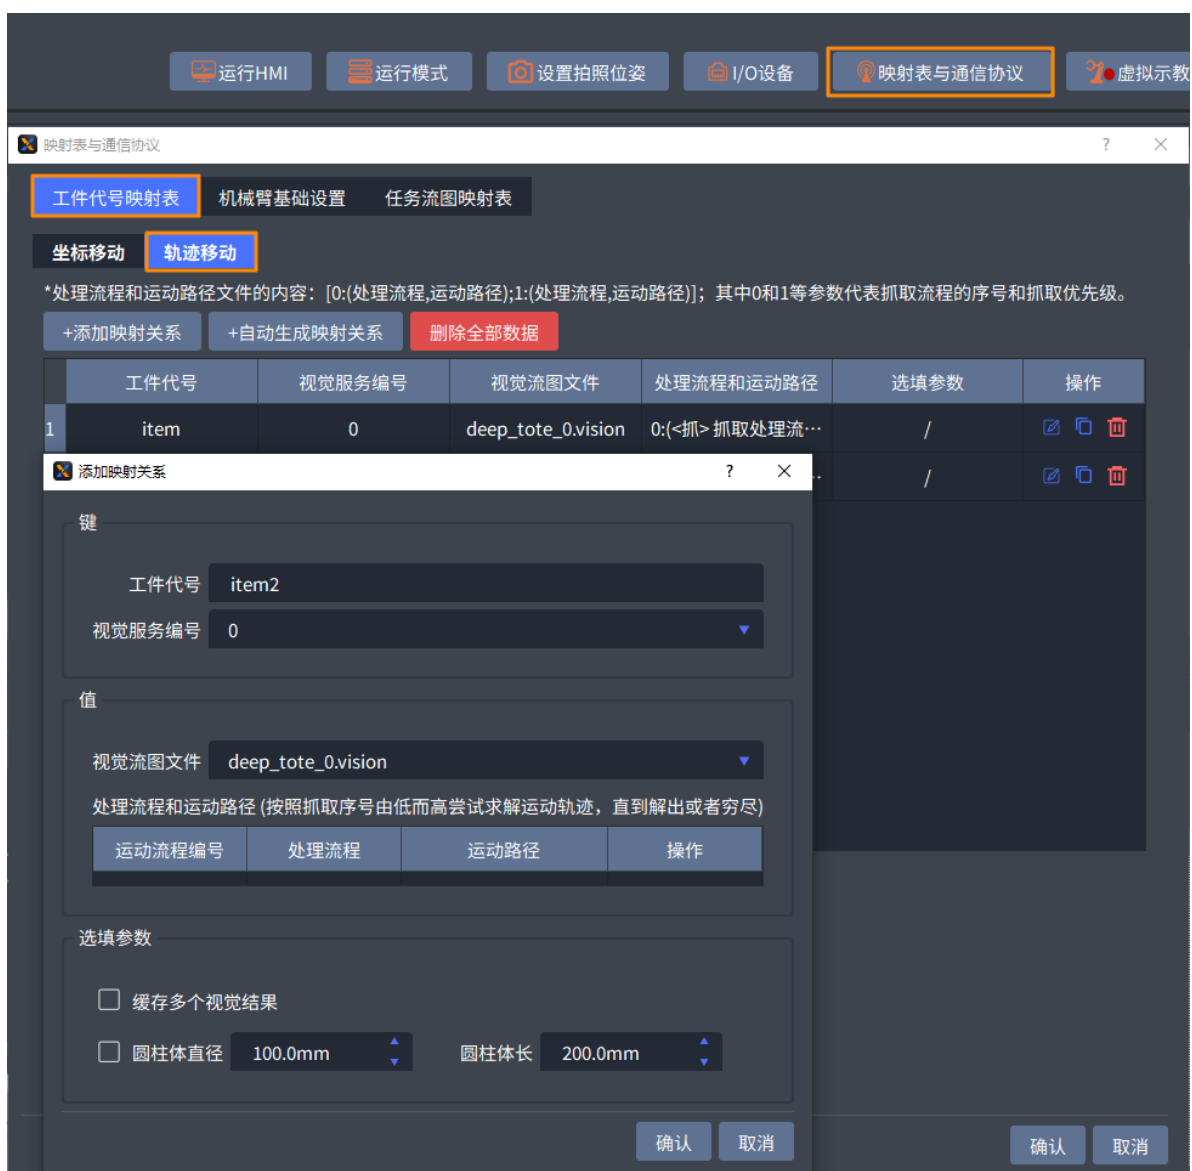 运行HMI 运行模式 设置拍照位姿 I/O设备 映射表与通信协议 虚拟示教
映射表与通信协议 ? ×
工件代号映射表 机械臂基础设置 任务流图映射表
坐标移动 轨迹移动
*处理流程和运动路径文件的内容：[0:(处理流程,运动路径);1:(处理流程,运动路径)]；其中0和1等参数代表抓取流程的序号和抓取优先级。
+添加映射关系 +自动生成映射关系 删除全部数据
工件代号 视觉服务编号 视觉流图文件 处理流程和运动路径 选填参数 操作
1 item 0 deep_tote_0.vision 0:(<抓> 抓取处理流… /
添加映射关系 ? ×
/
键
工件代号 item2
视觉服务编号 0
值
视觉流图文件 deep_tote_0.vision
处理流程和运动路径 (按照抓取序号由低而高尝试求解运动轨迹，直到解出或者穷尽)
运动流程编号 处理流程 运动路径 操作
选填参数
缓存多个视觉结果
圆柱体直径 100.0mm 圆柱体长 200.0mm
确认 取消
确认 取消